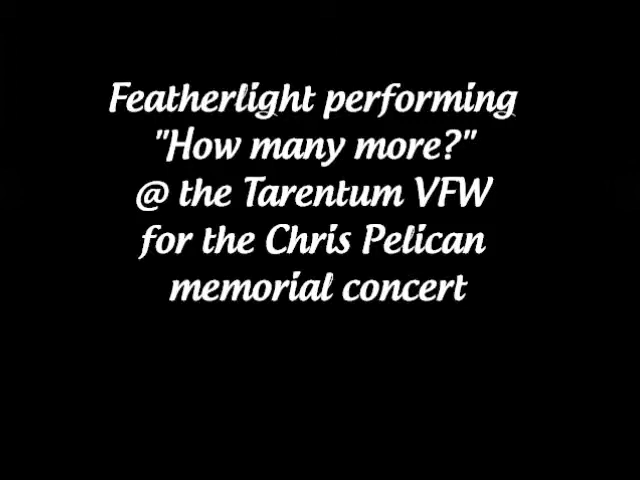 Featherlight performing
"How many more?"
@ the Tarentum VFW
for the Chris Pelican
memorial concert